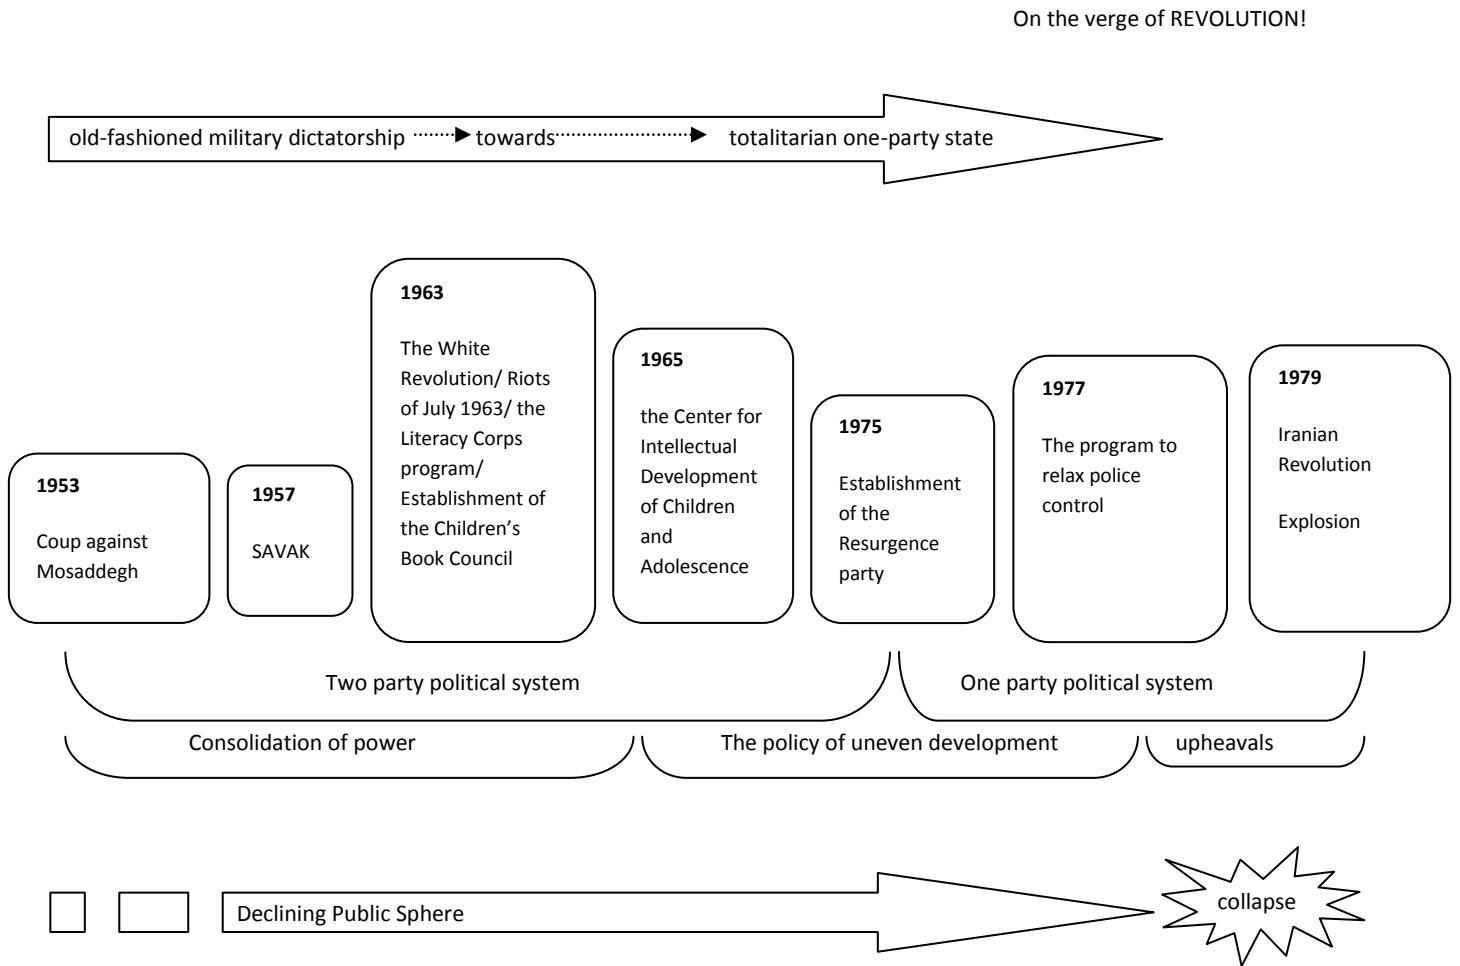 On the verge of REVOLUTION!
old-fashioned military dictatorship towards totalitarian one-party state
1953
Coup against
Mosaddegh
1957
SAVAK
1963
The White
Revolution/ Riots
of July 1963/ the
Literacy Corps
program/
Establishment of
the Children’s
Book Council
1965
the Center for
Intellectual
Development
of Children
and
Adolescence
1975
Establishment
of the
Resurgence
party
1977
The program to
relax police
control
1979
Iranian
Revolution
Explosion
Two party political system
One party political system
Consolidation of power
The policy of uneven development
upheavals
Declining Public Sphere
collapse